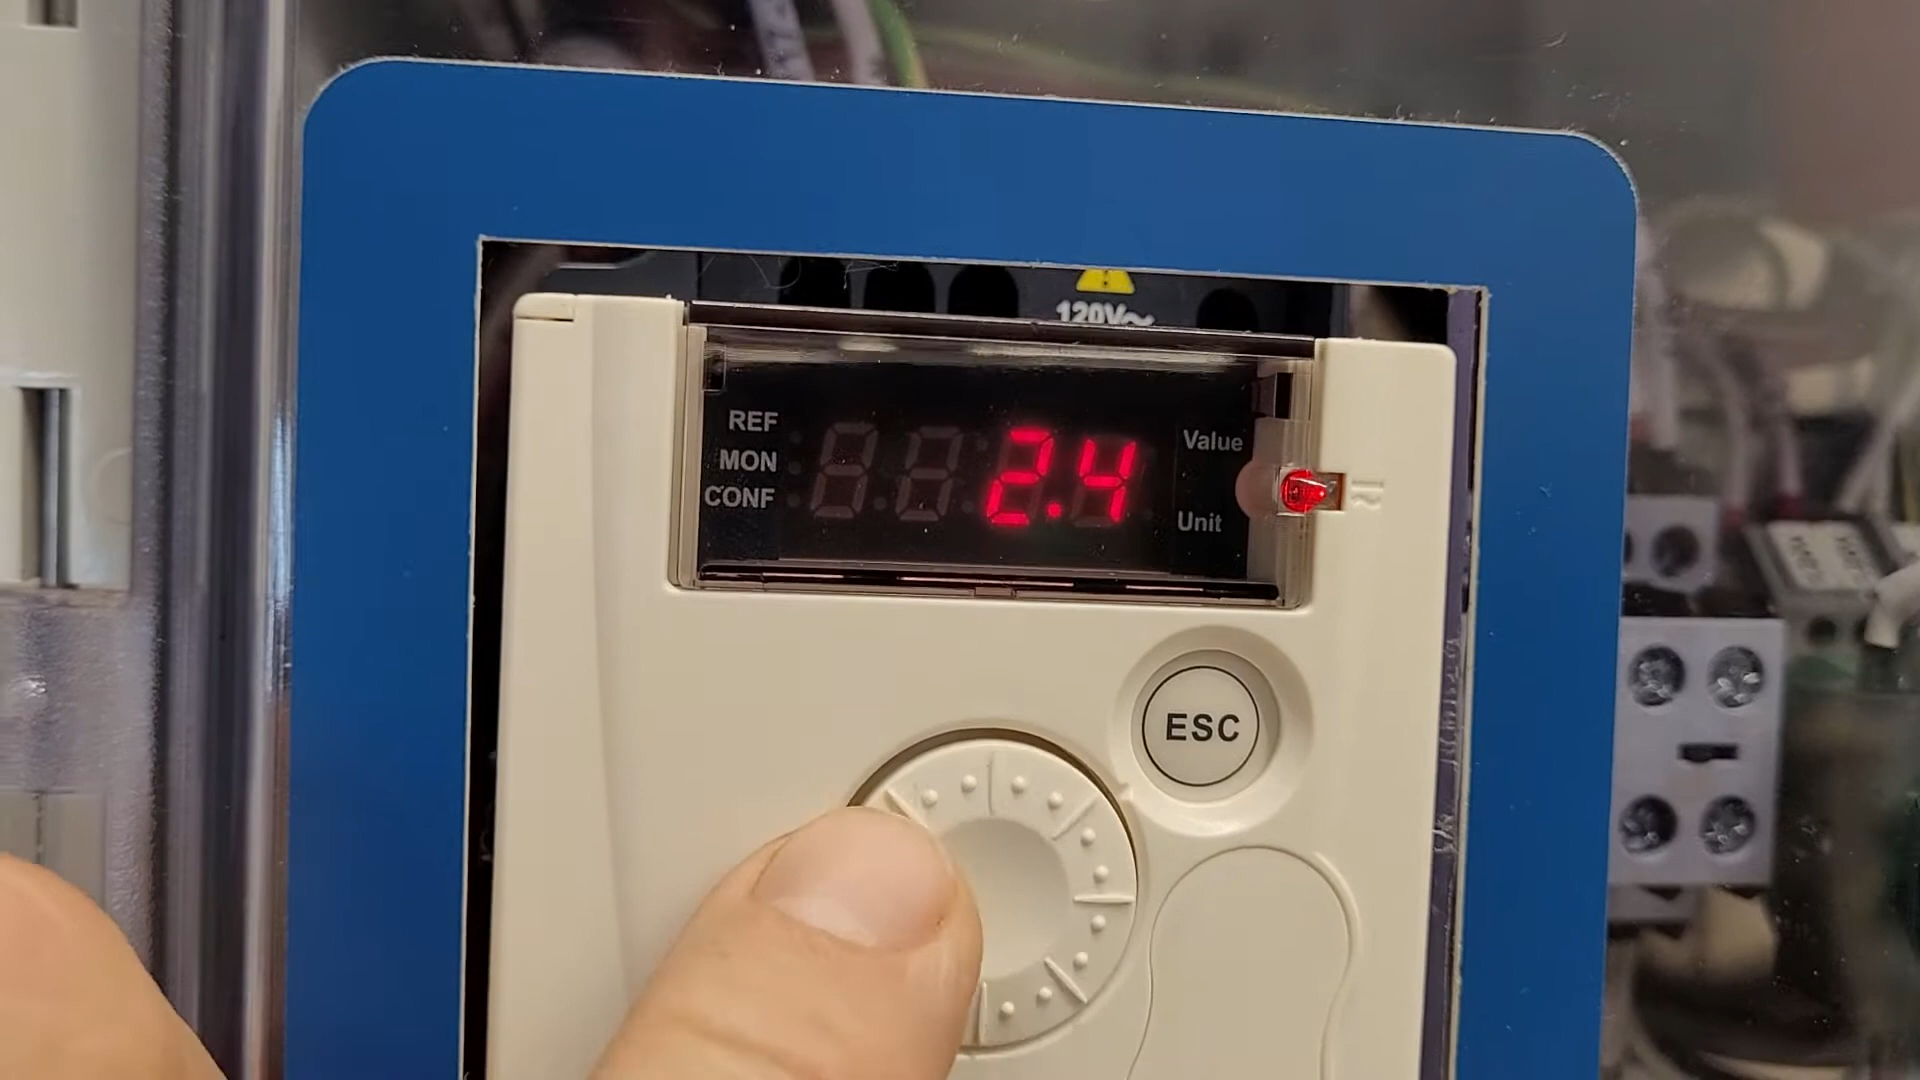 120V~
REF
MON
CONF
2.4
Value
Unit
ESC